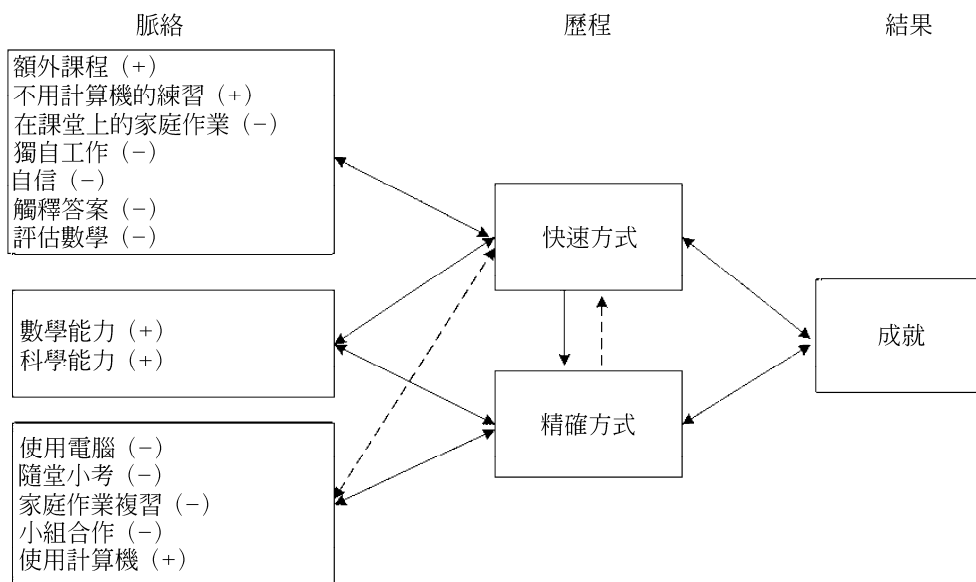 脈絡
歷程
結果
額外課程（+）
不用計算機的練習（+）
在課堂上的家庭作業（−）
獨自工作（−）
自信（−）
觸釋答案（−）
評估數學（−）
快速方式
數學能力（+）
科學能力（+）
成就
精確方式
使用電腦（−）
隨堂小考（−）
家庭作業複習（−）
小組合作（−）
使用計算機（+）